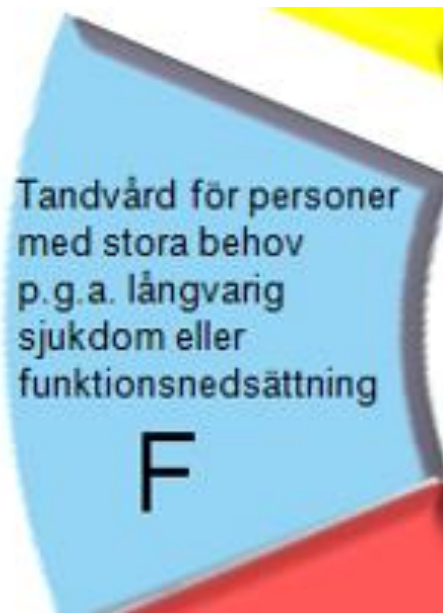 Tandvård för personer
med stora behov
p.g.a. långvarig
sjukdom eller
funktionsnedsättning
F